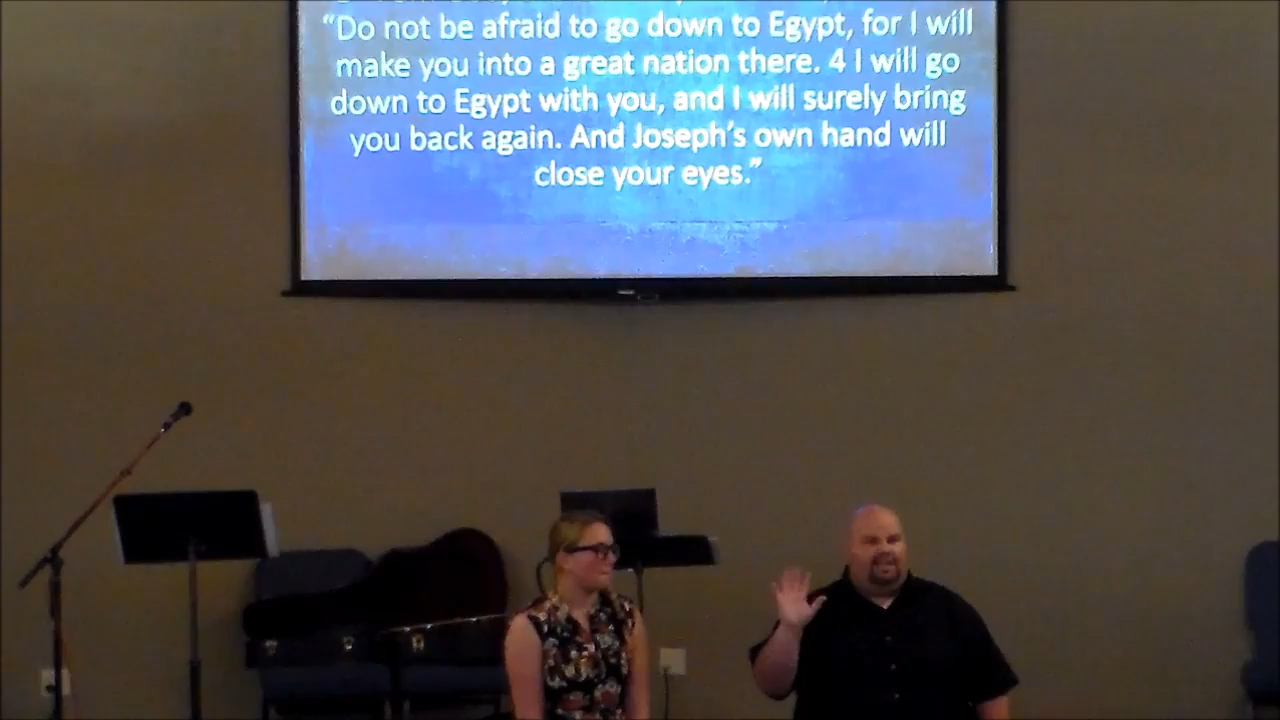 “Do not be afraid to go down to Egypt, for I will
make you into a great nation there. 4 I will go
down to Egypt with you, and I will surely bring
you back again. And Joseph’s own hand will
close your eyes.”